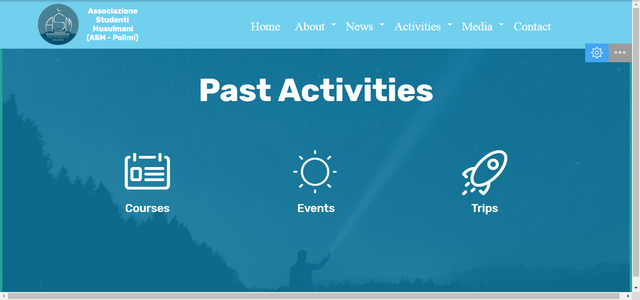 Associazione
Studenti
Musulmani
(ASM - Polimi)
Home About News Activities Media Contact
Past Activities
Courses Events Trips